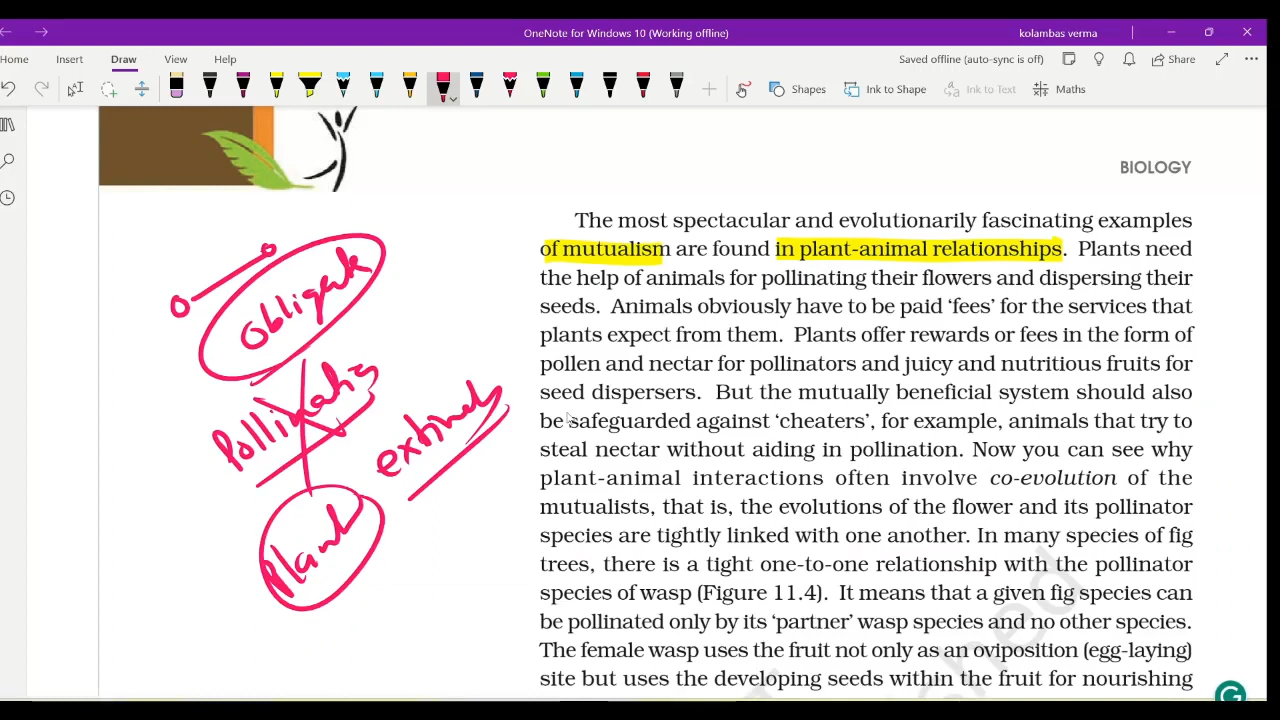 OneNote for Windows 10 (Working offline)
kolambas verma
Home Insert Draw View Help
Saved offline (auto-sync is off)
Share
Shapes
Ink to Shape
Ink to Text
Maths
BIOLOGY
The most spectacular and evolutionarily fascinating examples
of mutualism are found in plant-animal relationships. Plants need
the help of animals for pollinating their flowers and dispersing their
seeds. Animals obviously have to be paid ‘fees’ for the services that
plants expect from them. Plants offer rewards or fees in the form of
pollen and nectar for pollinators and juicy and nutritious fruits for
seed dispersers. But the mutually beneficial system should also
be safeguarded against ‘cheaters’, for example, animals that try to
steal nectar without aiding in pollination. Now you can see why
plant-animal interactions often involve co-evolution of the
mutualists, that is, the evolutions of the flower and its pollinator
species are tightly linked with one another. In many species of fig
trees, there is a tight one-to-one relationship with the pollinator
species of wasp (Figure 11.4). It means that a given fig species can
be pollinated only by its ‘partner’ wasp species and no other species.
The female wasp uses the fruit not only as an oviposition (egg-laying)
site but uses the developing seeds within the fruit for nourishing
obligate
Plant